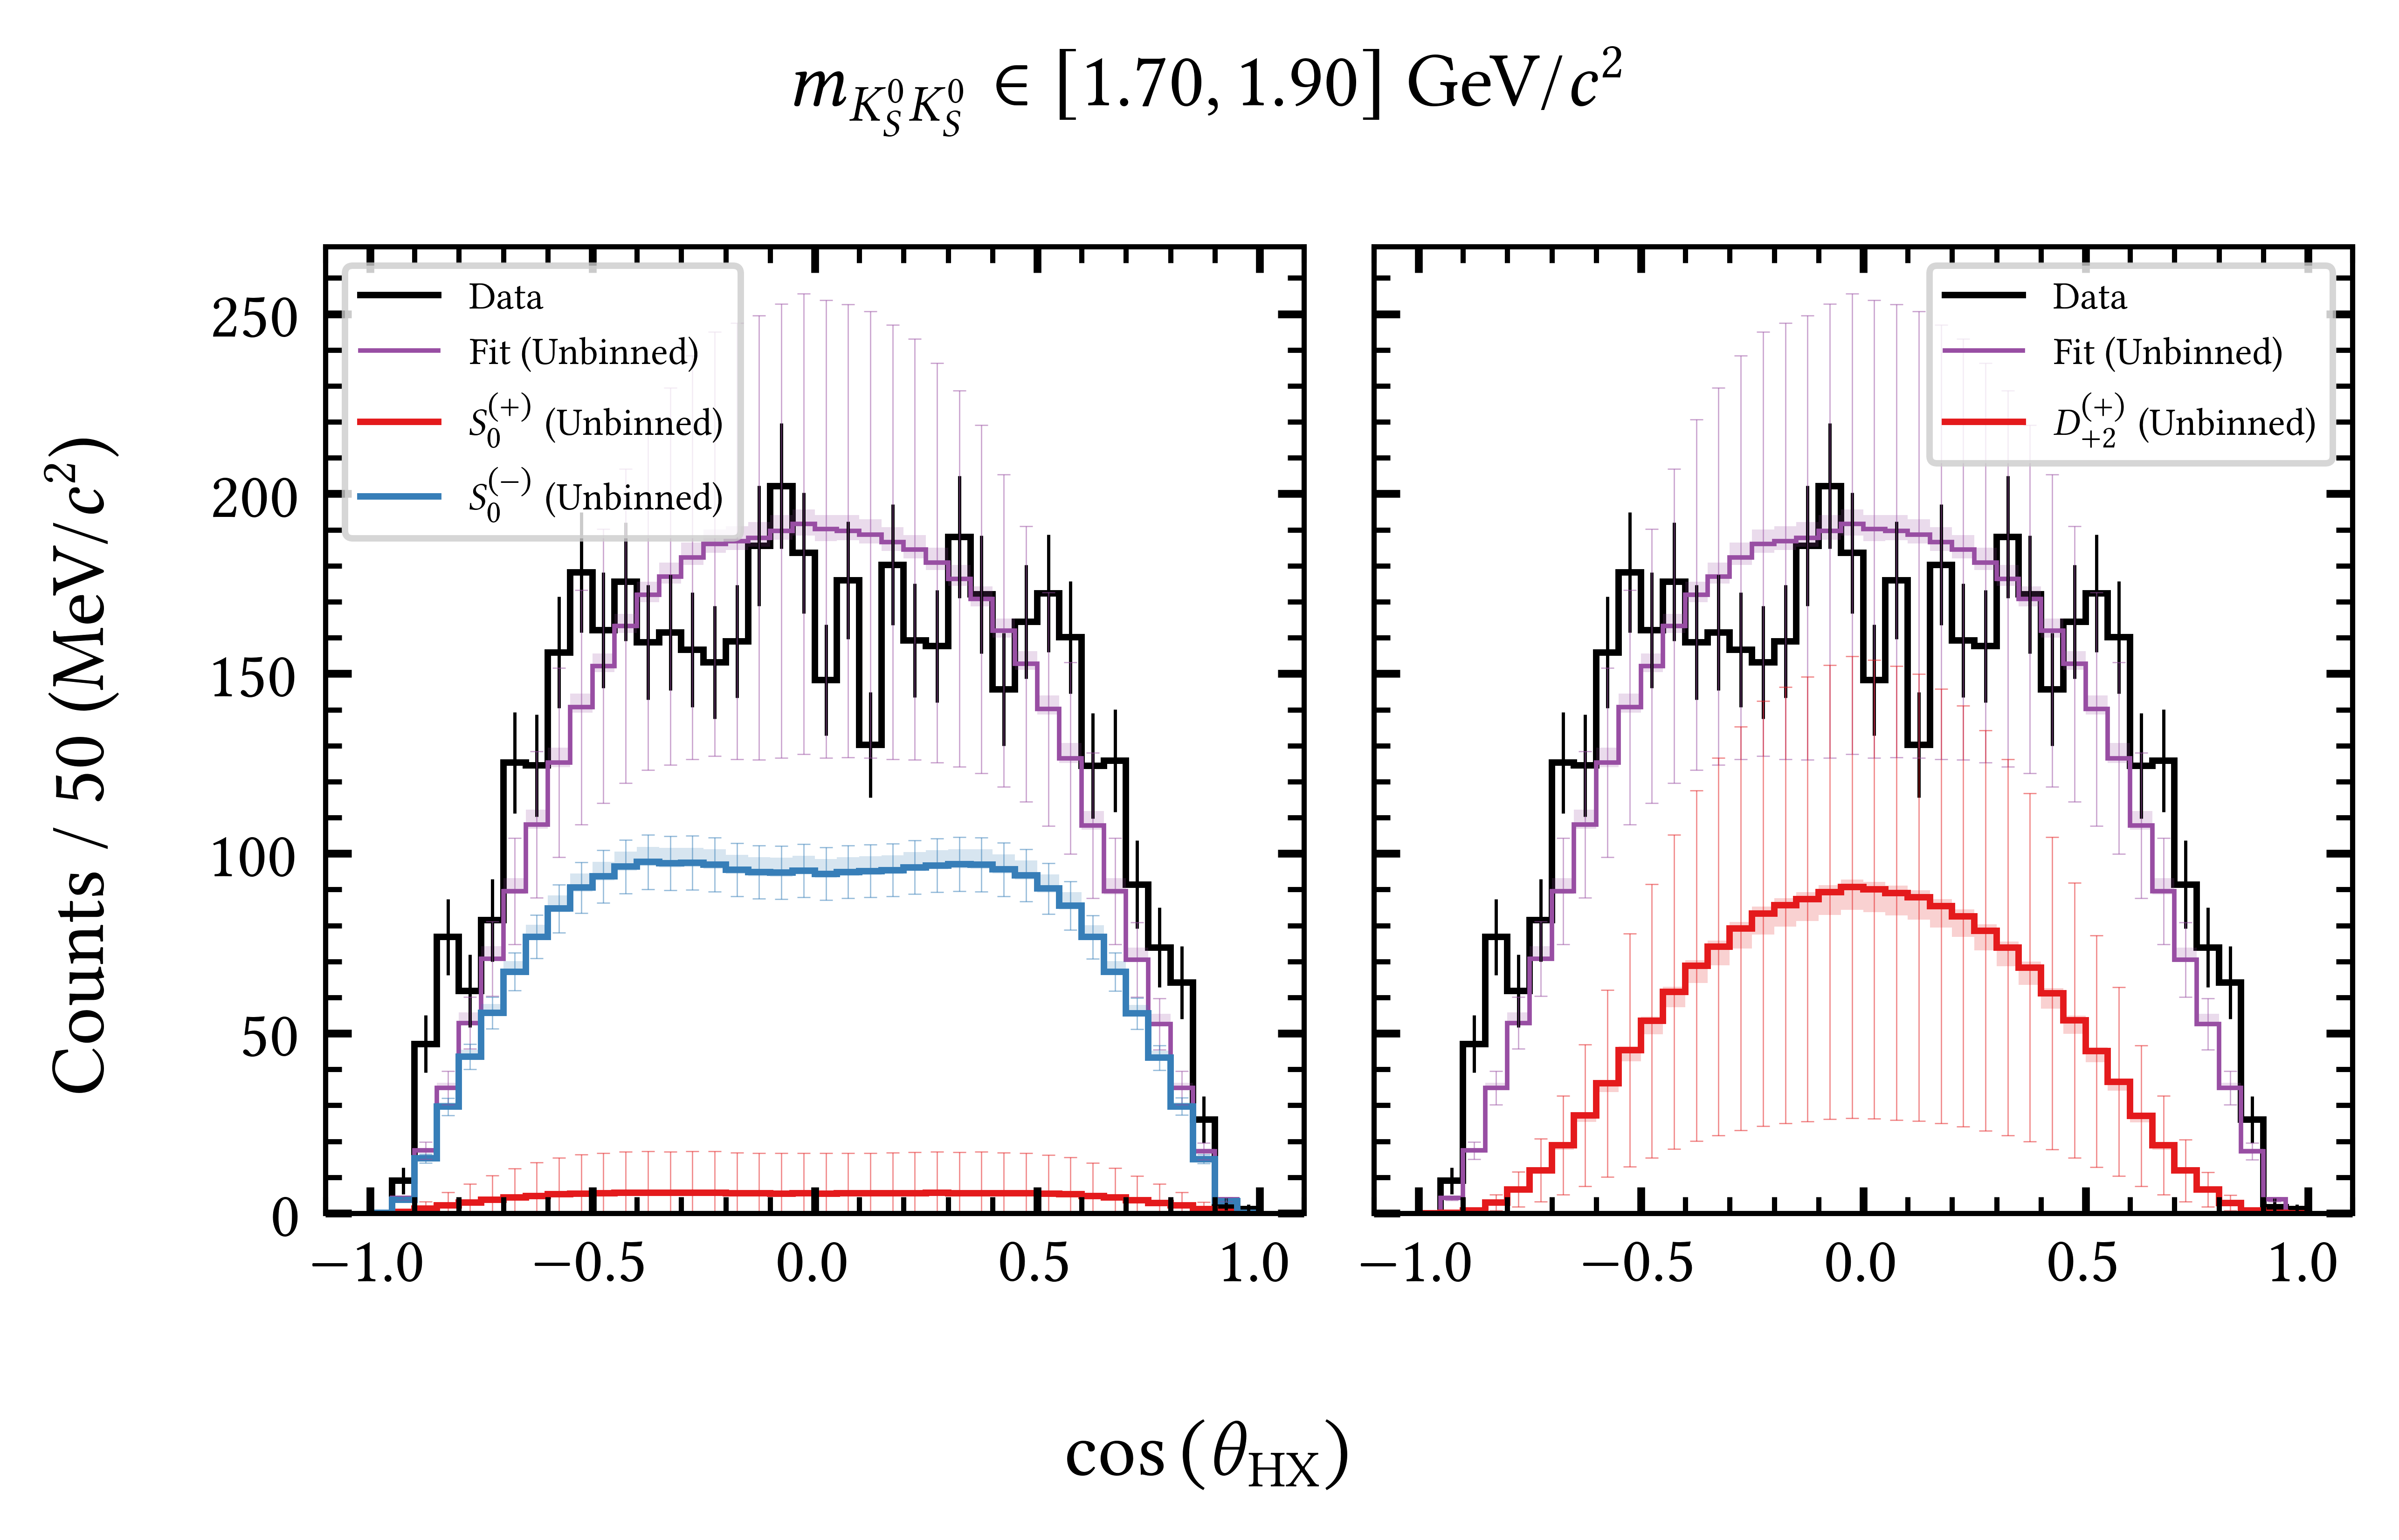 m_{K_S^0 K_S^0} ∈ [1.70, 1.90] GeV/c²
Counts / 50 (MeV/c²)
250
200
150
100
50
0
Data
Fit (Unbinned)
S_0^{(+)} (Unbinned)
S_0^{(−)} (Unbinned)
Data
Fit (Unbinned)
D_{+2}^{(+)} (Unbinned)
−1.0 −0.5 0.0 0.5 1.0
−1.0 −0.5 0.0 0.5 1.0
cos (θ_{HX})